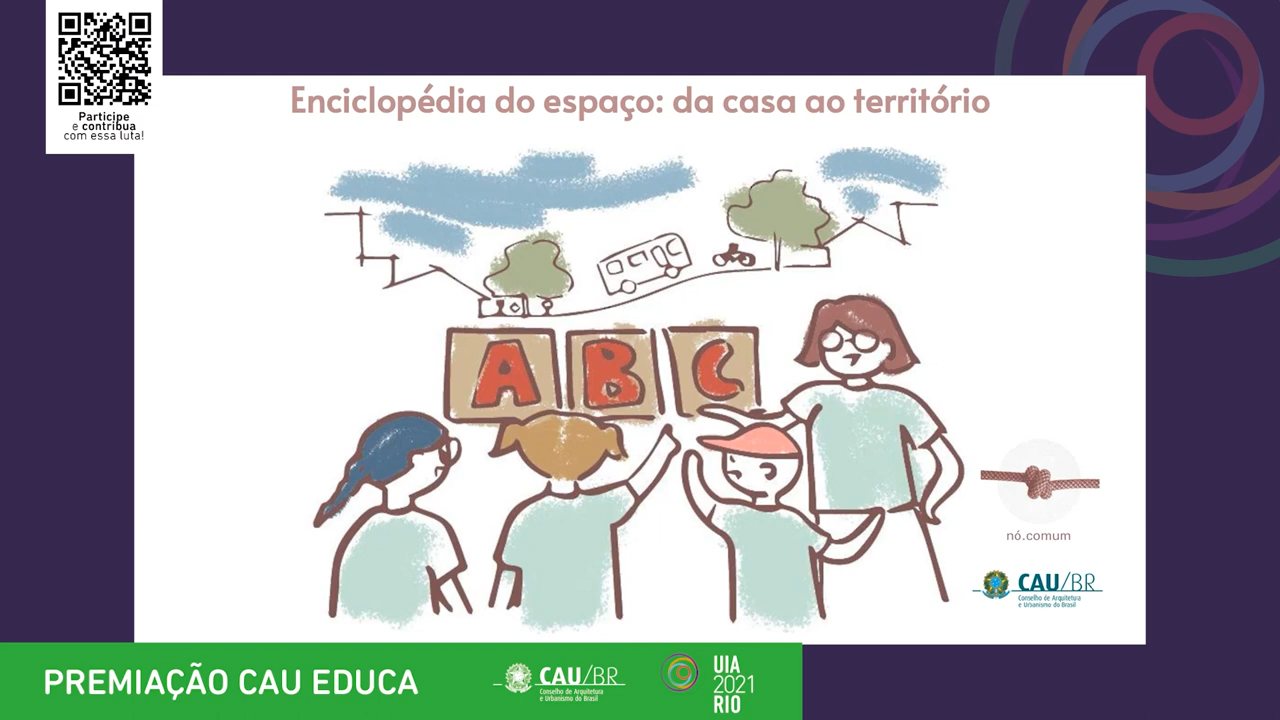 Participe
e contribua
com essa luta!
Enciclopédia do espaço: da casa ao território
A B C
nó.comum
CAU/BR
Conselho de Arquitetura
e Urbanismo do Brasil
PREMIAÇÃO CAU EDUCA
CAU/BR
Conselho de Arquitetura
e Urbanismo do Brasil
UIA
2021
RIO